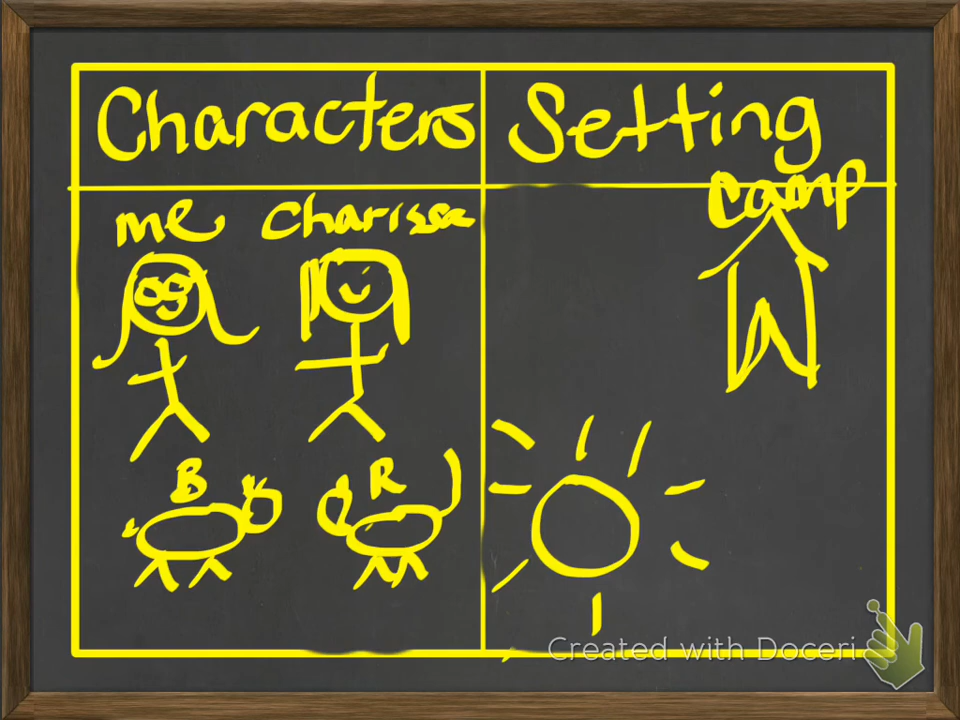 Characters Setting
me charissa
camp
B R
Created with Doceri